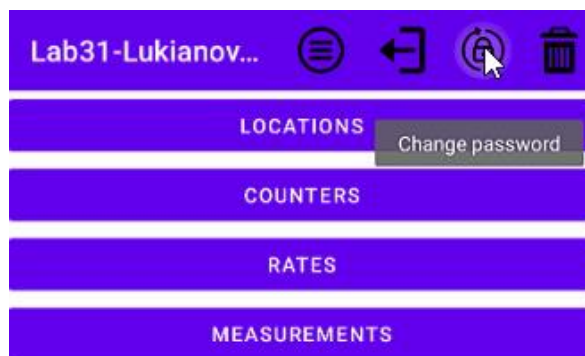 Lab31-Lukianov...
LOCATIONS
Change password
COUNTERS
RATES
MEASUREMENTS